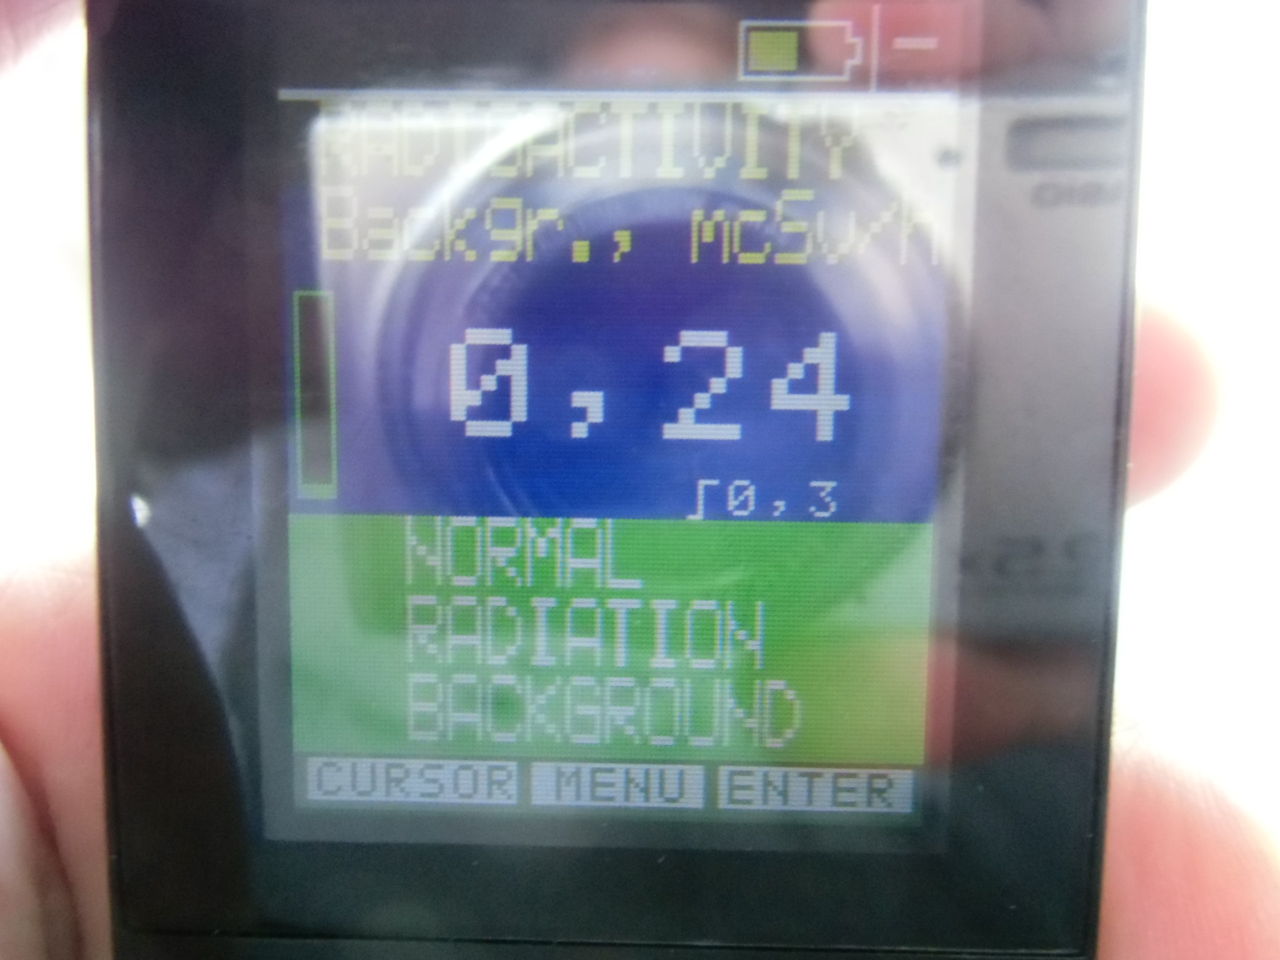 RADIOACTIVITY
Backgr., mcSv/h
0,24
⎧0,3
NORMAL
RADIATION
BACKGROUND
CURSOR MENU ENTER